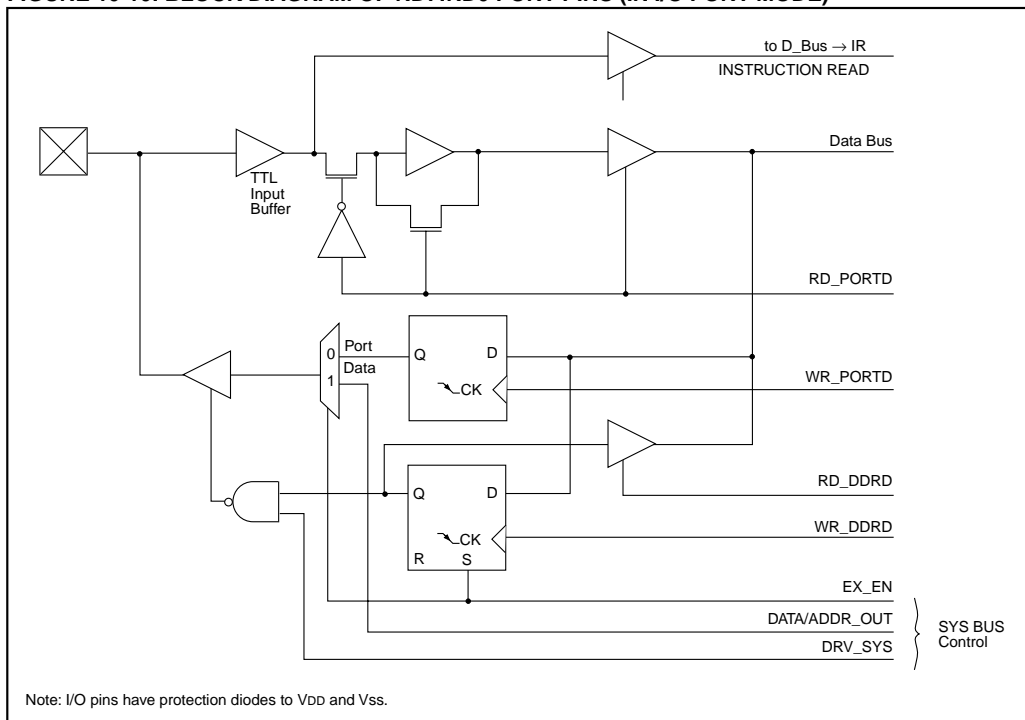 to D_Bus → IR
INSTRUCTION READ
Data Bus
TTL
Input
Buffer
RD_PORTD
0
Port
Data
1
Q
D
CK
WR_PORTD
RD_DDRD
Q
D
CK
R
S
WR_DDRD
EX_EN
DATA/ADDR_OUT
DRV_SYS
SYS BUS
Control
Note: I/O pins have protection diodes to VDD and Vss.